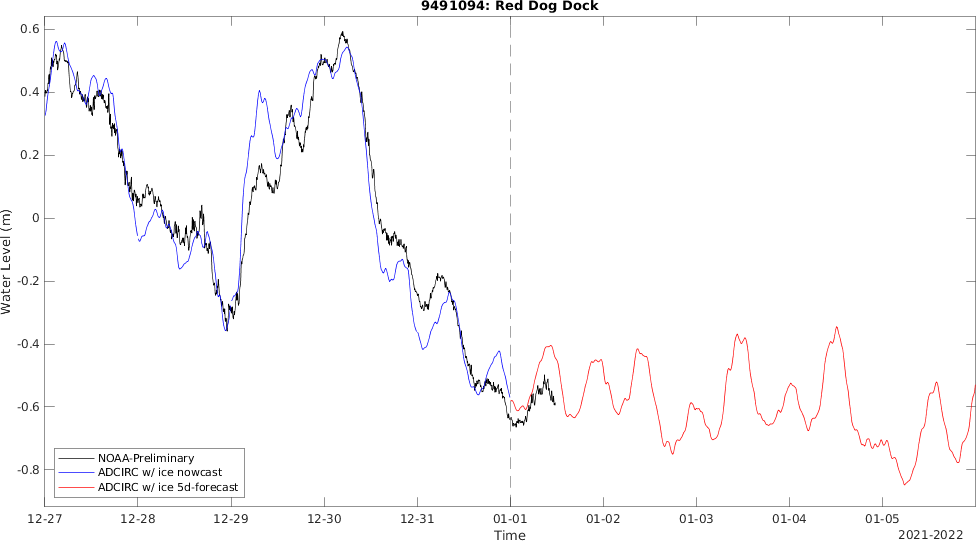 9491094: Red Dog Dock
Water Level (m)
0.6
0.4
0.2
0
-0.2
-0.4
-0.6
-0.8
NOAA-Preliminary
ADCIRC w/ ice nowcast
ADCIRC w/ ice 5d-forecast
12-27 12-28 12-29 12-30 12-31 01-01 01-02 01-03 01-04 01-05
Time
2021-2022